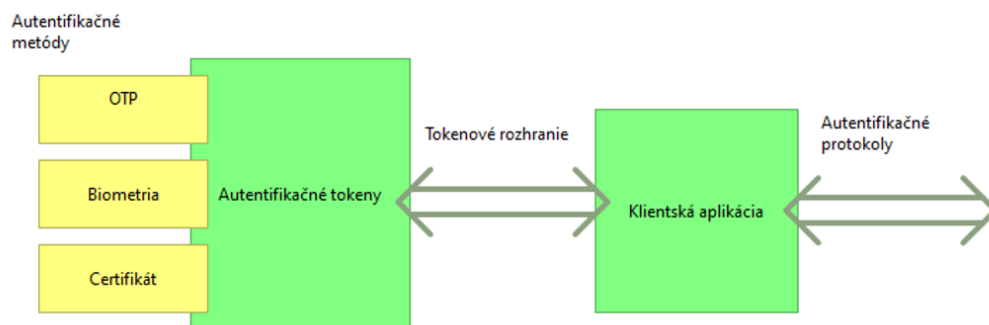 Autentifikačné
metódy
OTP
Biometria
Certifikát
Autentifikačné tokeny
Tokenové rozhranie
Klientská aplikácia
Autentifikačné
protokoly